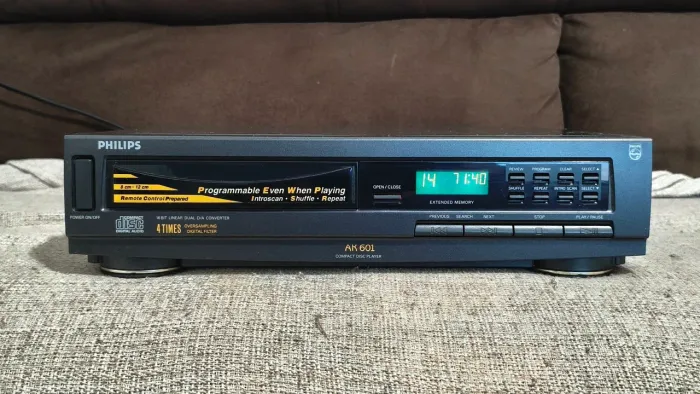 PHILIPS
8 cm - 12 cm
Remote Control Prepared
Programmable Even When Playing
Introscan • Shuffle • Repeat
OPEN / CLOSE
14 71:40
EXTENDED MEMORY
REVIEW PROGRAM CLEAR SELECT
SHUFFLE REPEAT INTRO SCAN SELECT
POWER ON / OFF
COMPACT
disc
DIGITAL AUDIO
16 BIT LINEAR DUAL D/A CONVERTER
4 TIMES OVERSAMPLING
DIGITAL FILTER
PREVIOUS SEARCH NEXT STOP PLAY / PAUSE
AK 601
COMPACT DISC PLAYER